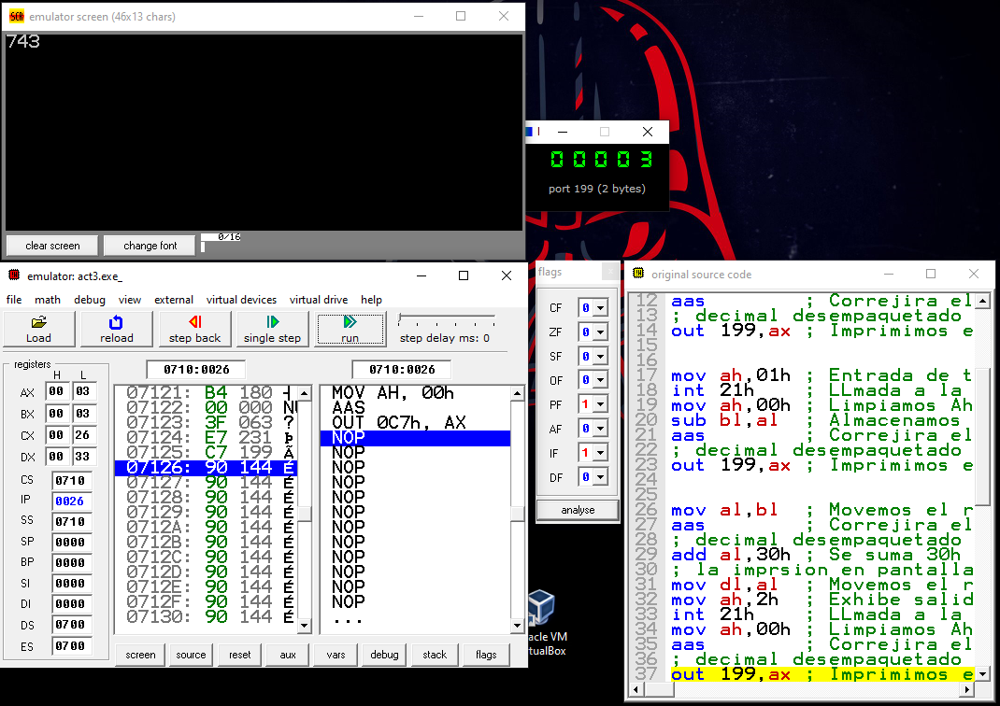 emulator screen (46x13 chars)
743
clear screen
change font
0/16
0 0 0 0 3
port 199 (2 bytes)
emulator: act3.exe_
file math debug view external virtual devices virtual drive help
Load
reload
step back
single step
run
step delay ms: 0
registers
H L
AX 00 03
BX 00 03
CX 00 26
DX 00 33
CS 0710
IP 0026
SS 0710
SP 0000
BP 0000
SI 0000
DI 0000
DS 0700
ES 0700
0710:0026
07121: B4 180 ┤
07122: 00 000 NU
07123: 3F 063 ?
07124: E7 231 þ
07125: C7 199 Ã
07126: 90 144 É
07127: 90 144 É
07128: 90 144 É
07129: 90 144 É
0712A: 90 144 É
0712B: 90 144 É
0712C: 90 144 É
0712D: 90 144 É
0712E: 90 144 É
0712F: 90 144 É
07130: 90 144 É
0710:0026
MOV AH, 00h
AAS
OUT 0C7h, AX
NOP
NOP
NOP
NOP
NOP
NOP
NOP
NOP
NOP
NOP
NOP
NOP
...
screen source reset aux vars debug stack flags
flags
CF 0
ZF 0
SF 0
OF 0
PF 1
AF 0
IF 1
DF 0
analyse
original source code
12 aas ; Correjira el
13 ; decimal desempaquetado
14 out 199,ax ; Imprimimos e
15
16
17 mov ah,01h ; Entrada de t
18 int 21h ; LLmada a la
19 mov ah,00h ; Limpiamos Ah
20 sub bl,al ; Almacenamos
21 aas ; Correjira el
22 ; decimal desempaquetado
23 out 199,ax ; Imprimimos e
24
25
26 mov al,bl ; Movemos el r
27 aas ; Correjira el
28 ; decimal desempaquetado
29 add al,30h ; Se suma 30h
30 ; la imprsion en pantalla
31 mov dl,al ; Movemos el r
32 mov ah,2h ; Exhibe salid
33 int 21h ; LLmada a la
34 mov ah,00h ; Limpiamos Ah
35 aas ; Correjira el
36 ; decimal desempaquetado
37 out 199,ax ; Imprimimos e
acle VM
tualBox